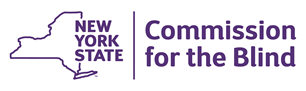 NEW
YORK
STATE
Commission
for the Blind